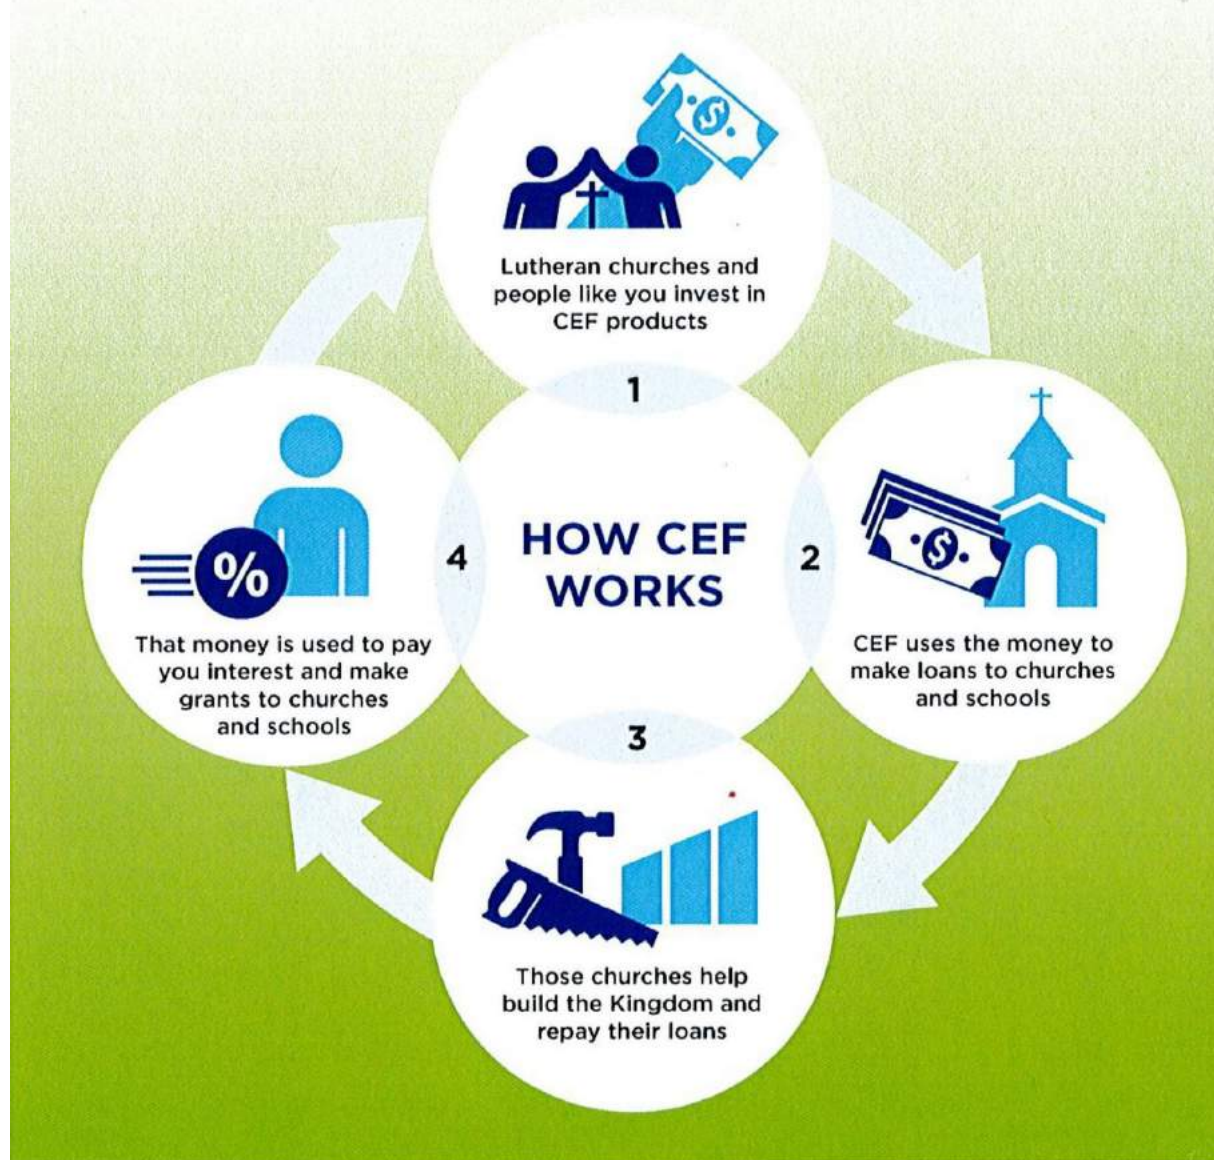 Lutheran churches and
people like you invest in
CEF products
1
HOW CEF
WORKS
2
CEF uses the money to
make loans to churches
and schools
3
Those churches help
build the Kingdom and
repay their loans
4
%
That money is used to pay
you interest and make
grants to churches
and schools
$
$